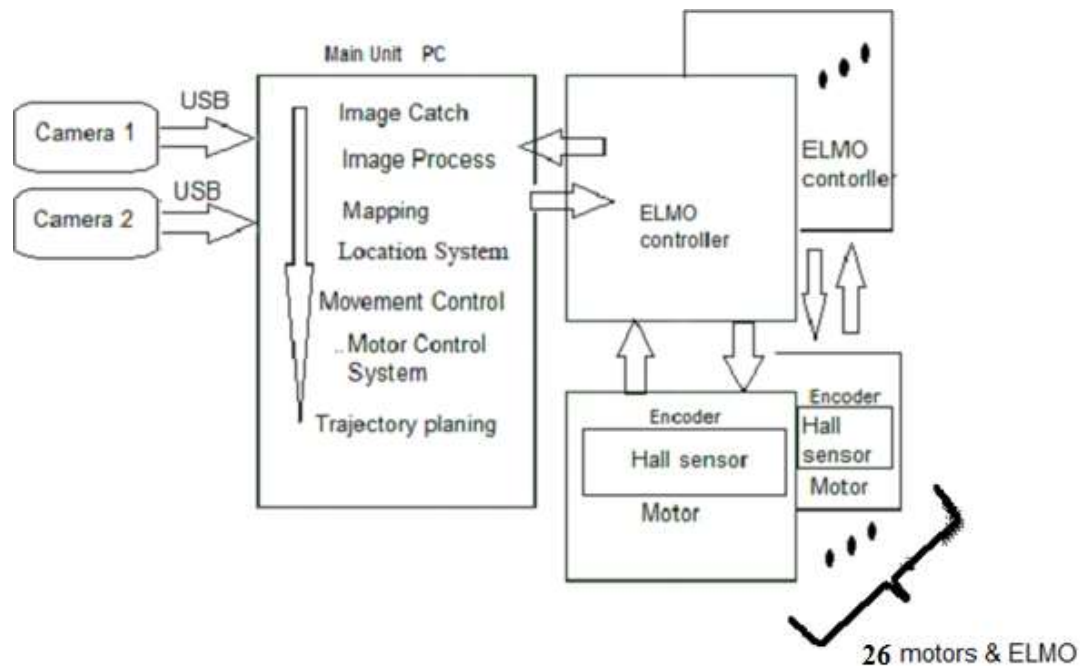 Main Unit PC
USB
Camera 1
USB
Camera 2
Image Catch
Image Process
Mapping
Location System
Movement Control
..Motor Control
System
Trajectory planing
ELMO
controller
ELMO
contorller
Encoder
Hall sensor
Motor
Encoder
Hall
sensor
Motor
26 motors & ELMO